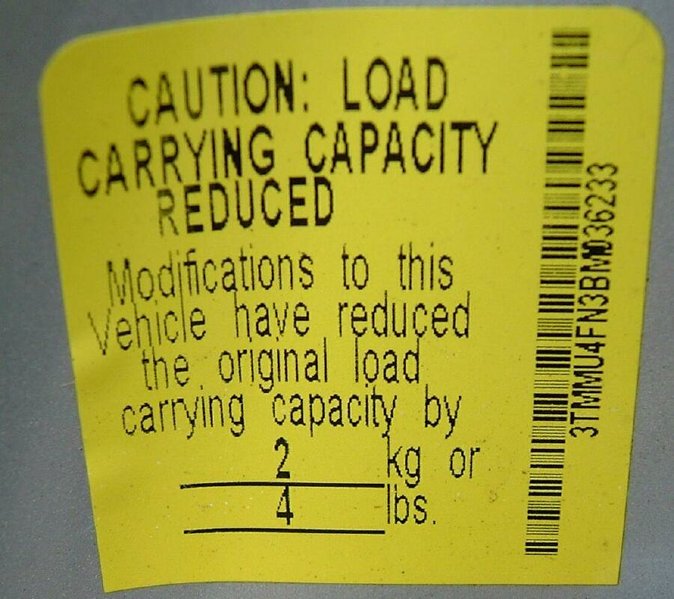 CAUTION: LOAD
CARRYING CAPACITY
REDUCED
Modifications to this
Vehicle have reduced
the original load
carrying capacity by
2 kg or
4 lbs.
3TMMU4FN3BM036233